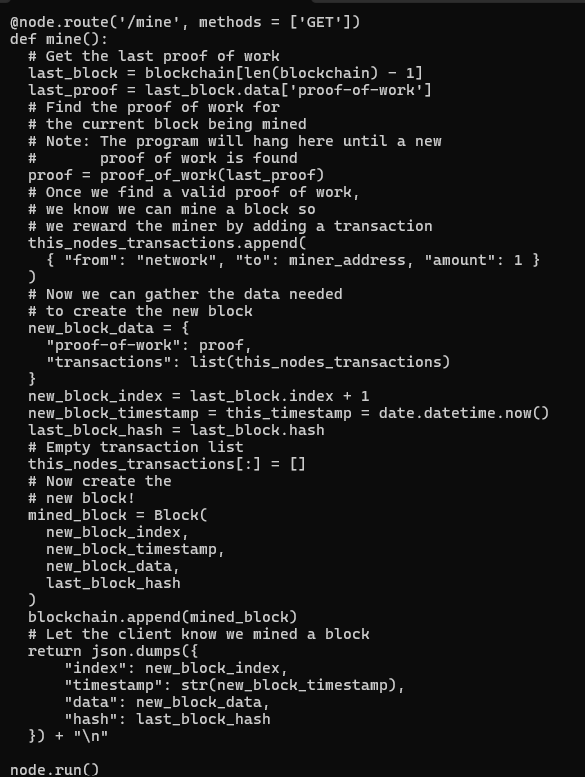 @node.route('/mine', methods = ['GET'])
def mine():
  # Get the last proof of work
  last_block = blockchain[len(blockchain) - 1]
  last_proof = last_block.data['proof-of-work']
  # Find the proof of work for
  # the current block being mined
  # Note: The program will hang here until a new
  #       proof of work is found
  proof = proof_of_work(last_proof)
  # Once we find a valid proof of work,
  # we know we can mine a block so
  # we reward the miner by adding a transaction
  this_nodes_transactions.append(
    { "from": "network", "to": miner_address, "amount": 1 }
  )
  # Now we can gather the data needed
  # to create the new block
  new_block_data = {
    "proof-of-work": proof,
    "transactions": list(this_nodes_transactions)
  }
  new_block_index = last_block.index + 1
  new_block_timestamp = this_timestamp = date.datetime.now()
  last_block_hash = last_block.hash
  # Empty transaction list
  this_nodes_transactions[:] = []
  # Now create the
  # new block!
  mined_block = Block(
    new_block_index,
    new_block_timestamp,
    new_block_data,
    last_block_hash
  )
  blockchain.append(mined_block)
  # Let the client know we mined a block
  return json.dumps({
      "index": new_block_index,
      "timestamp": str(new_block_timestamp),
      "data": new_block_data,
      "hash": last_block_hash
  }) + "\n"

node.run()